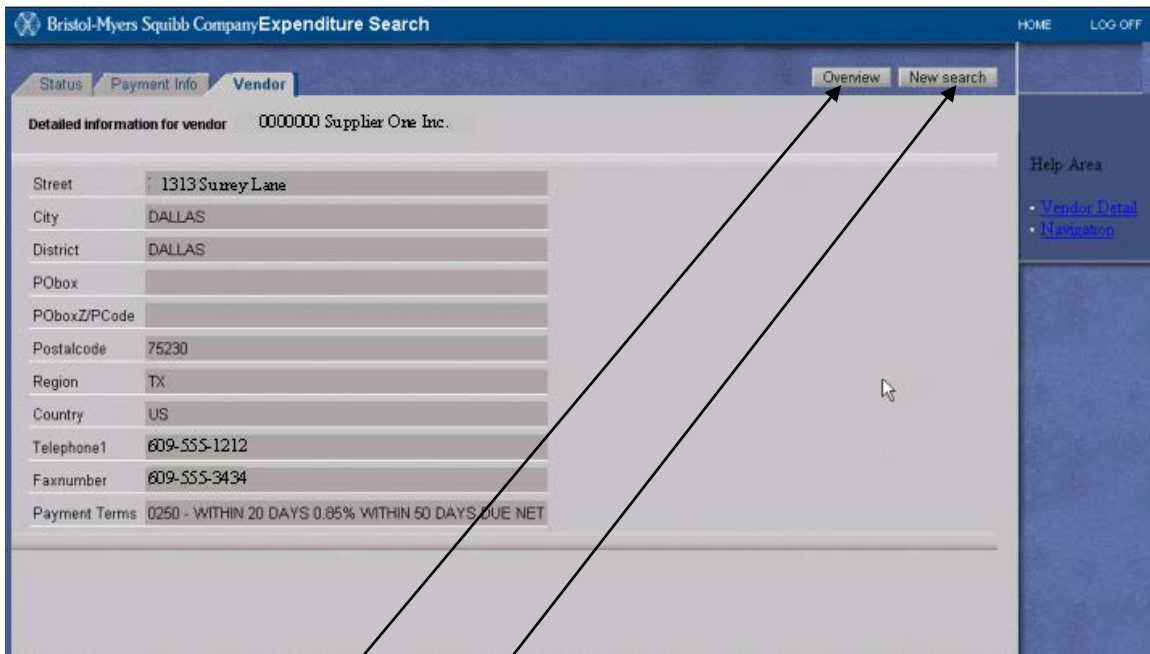 Bristol-Myers Squibb Company Expenditure Search HOME LOG OFF
Status Payment Info Vendor Overview New search
Detailed information for vendor 0000000 Supplier One Inc.
Help Area
Street 1313 Surrey Lane
• Vendor Detail
City DALLAS
• Navigation
District DALLAS
PObox
POboxZ/PCode
Postalcode 75230
Region TX
Country US
Telephone1 609-555-1212
Faxnumber 609-555-3434
Payment Terms 0250 - WITHIN 20 DAYS 0.85% WITHIN 50 DAYS DUE NET